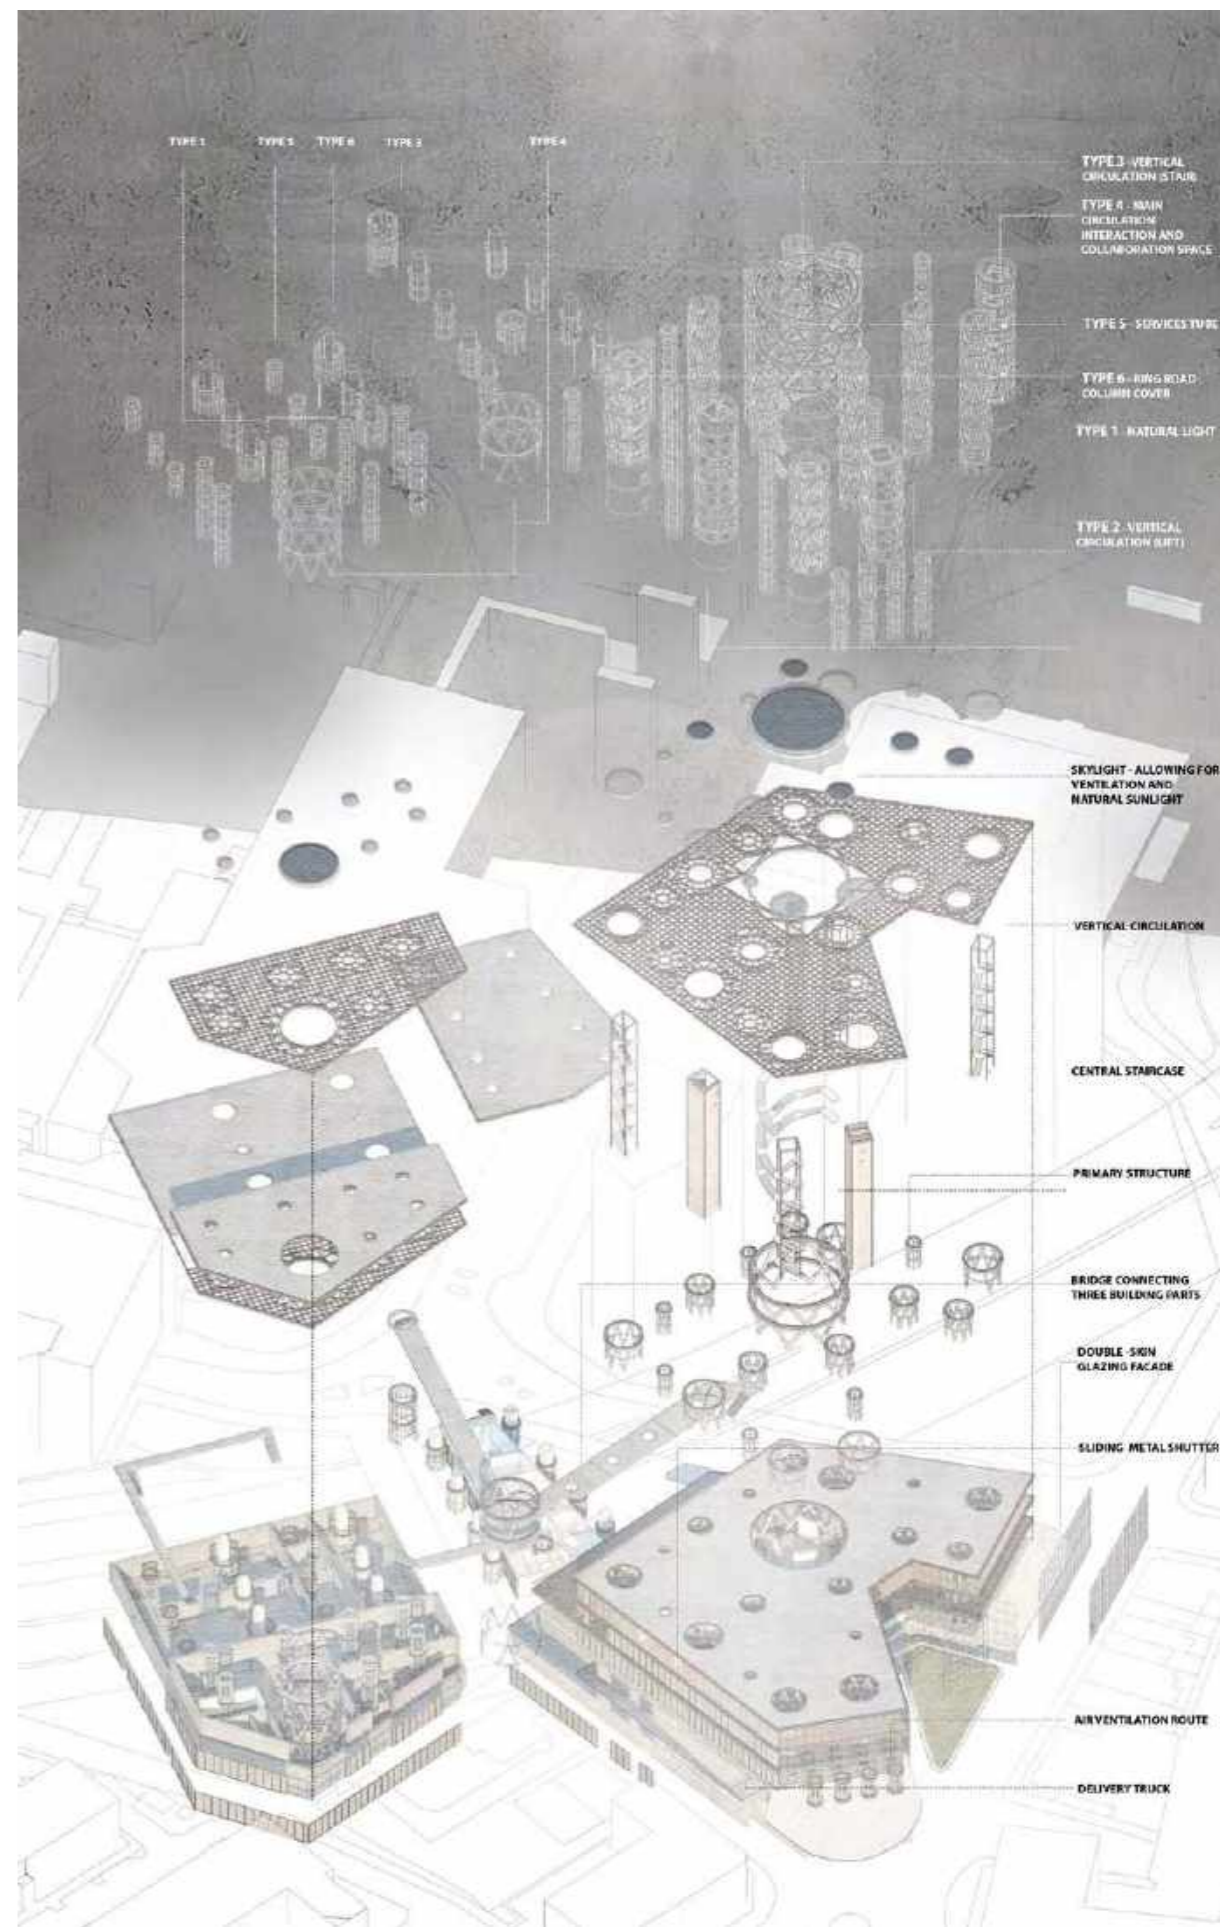 TYPE 1
TYPE 5
TYPE 6
TYPE 3
TYPE 4
TYPE 3 - VERTICAL
CIRCULATION (STAIR)
TYPE 4 - MAIN
CIRCULATION
INTERACTION AND
COLLABORATION SPACE
TYPE 5 - SERVICES TUBE
TYPE 6 - RING ROAD
COLUMN COVER
TYPE 1 - NATURAL LIGHT
TYPE 2 - VERTICAL
CIRCULATION (LIFT)
SKYLIGHT - ALLOWING FOR
VENTILATION AND
NATURAL SUNLIGHT
VERTICAL CIRCULATION
CENTRAL STAIRCASE
PRIMARY STRUCTURE
BRIDGE CONNECTING
THREE BUILDING PARTS
DOUBLE -SKIN
GLAZING FACADE
SLIDING METAL SHUTTER
AIR VENTILATION ROUTE
DELIVERY TRUCK